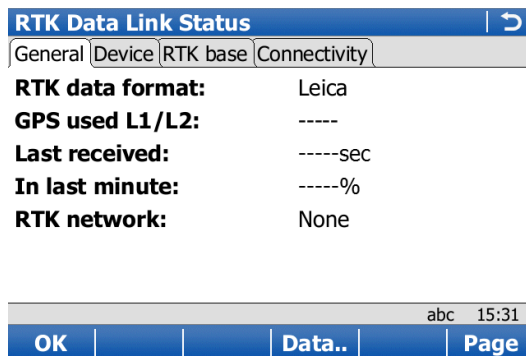 RTK Data Link Status
General Device RTK base Connectivity
RTK data format: Leica
GPS used L1/L2: -----
Last received: -----sec
In last minute: -----%
RTK network: None
abc 15:31
OK Data.. Page